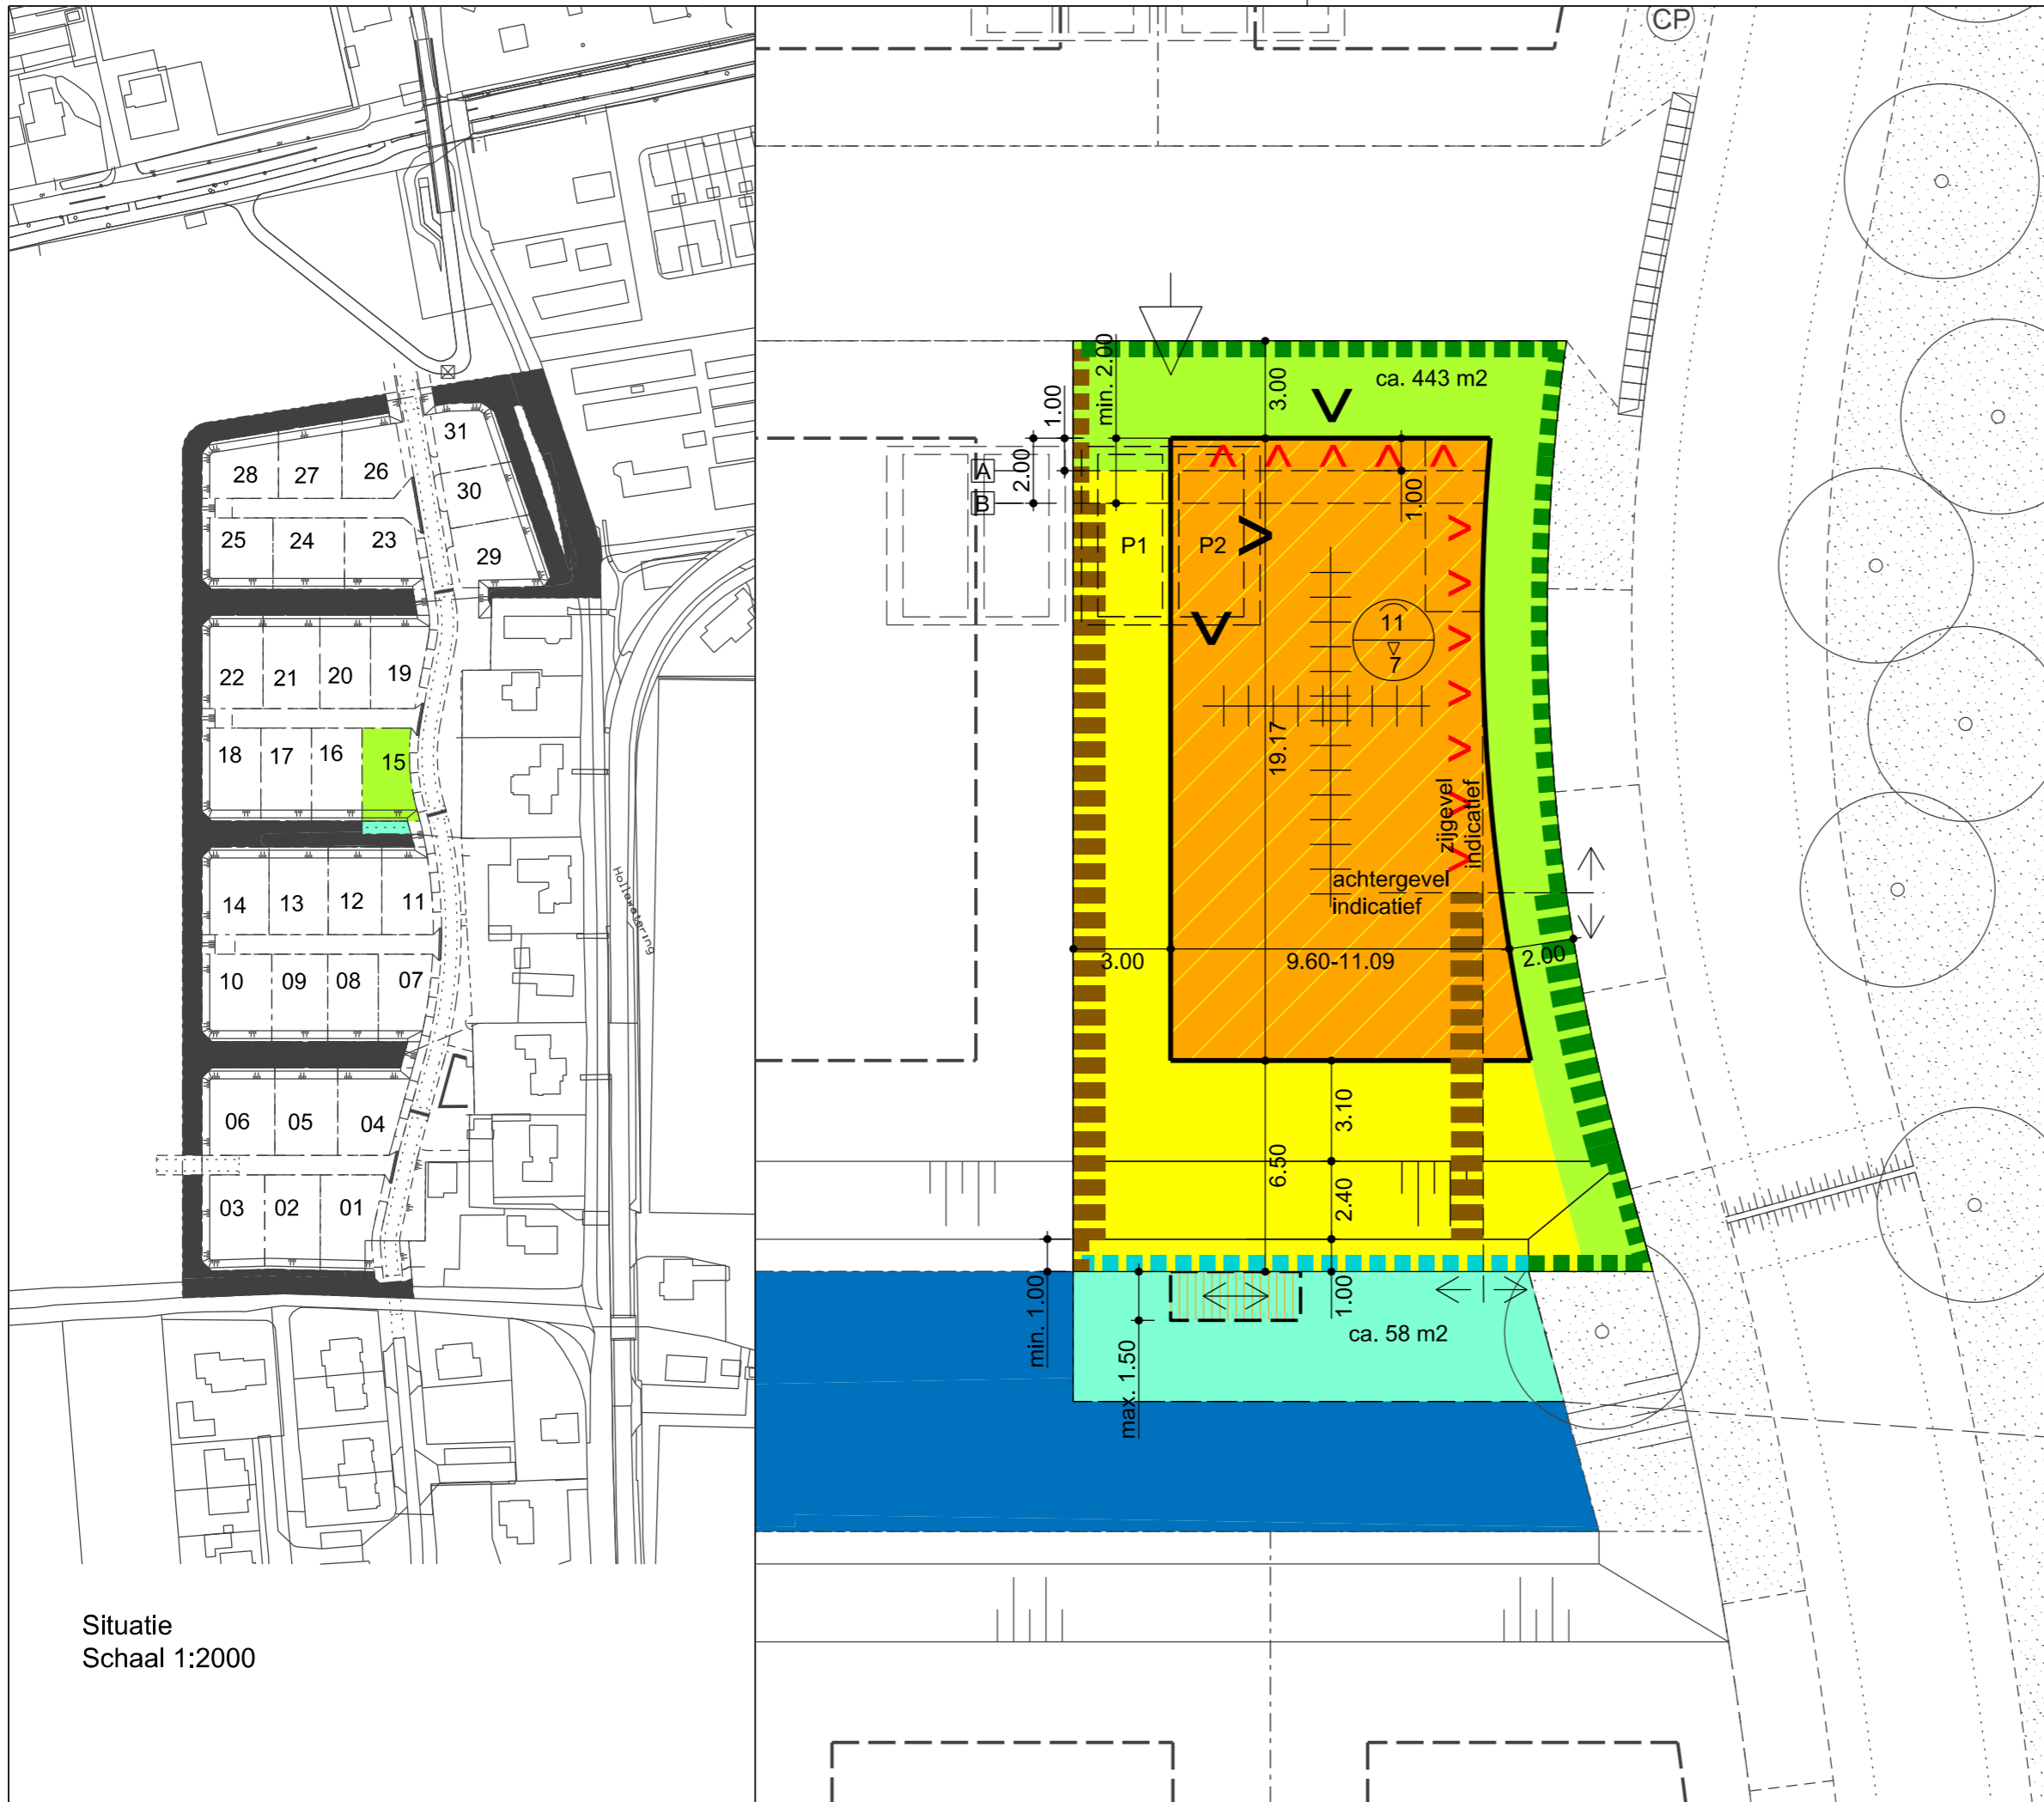 31
28
27
26
30
25
24
23
29
22
21
20
19
18
17
16
15
14
13
12
11
10
09
08
07
06
05
04
03
02
01
Hollewatering
Situatie
Schaal 1:2000
CP
ca. 443 m2
min. 2.00
3.00
1.00
2.00
A
B
1.00
P1
P2
11
7
19.17
zijgevel
indicatief
achtergevel
indicatief
3.00
9.60-11.09
2.00
3.10
6.50
2.40
min. 1.00
1.00
max. 1.50
ca. 58 m2